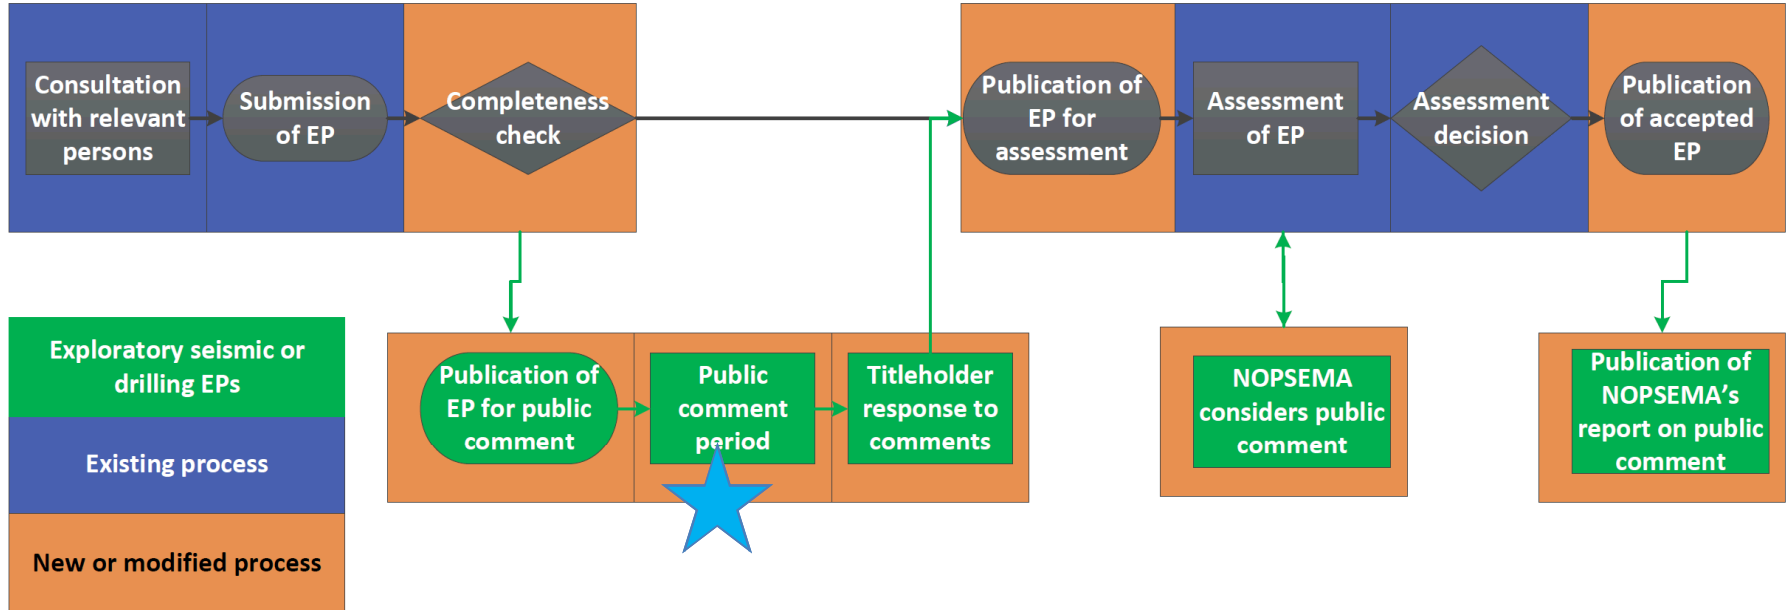 Consultation
with relevant
persons
Submission
of EP
Completeness
check
Publication of
EP for
assessment
Assessment
of EP
Assessment
decision
Publication
of accepted
EP
Exploratory seismic or
drilling EPs
Existing process
New or modified process
Publication of
EP for public
comment
Public
comment
period
Titleholder
response to
comments
NOPSEMA
considers public
comment
Publication of
NOPSEMA’s
report on public
comment